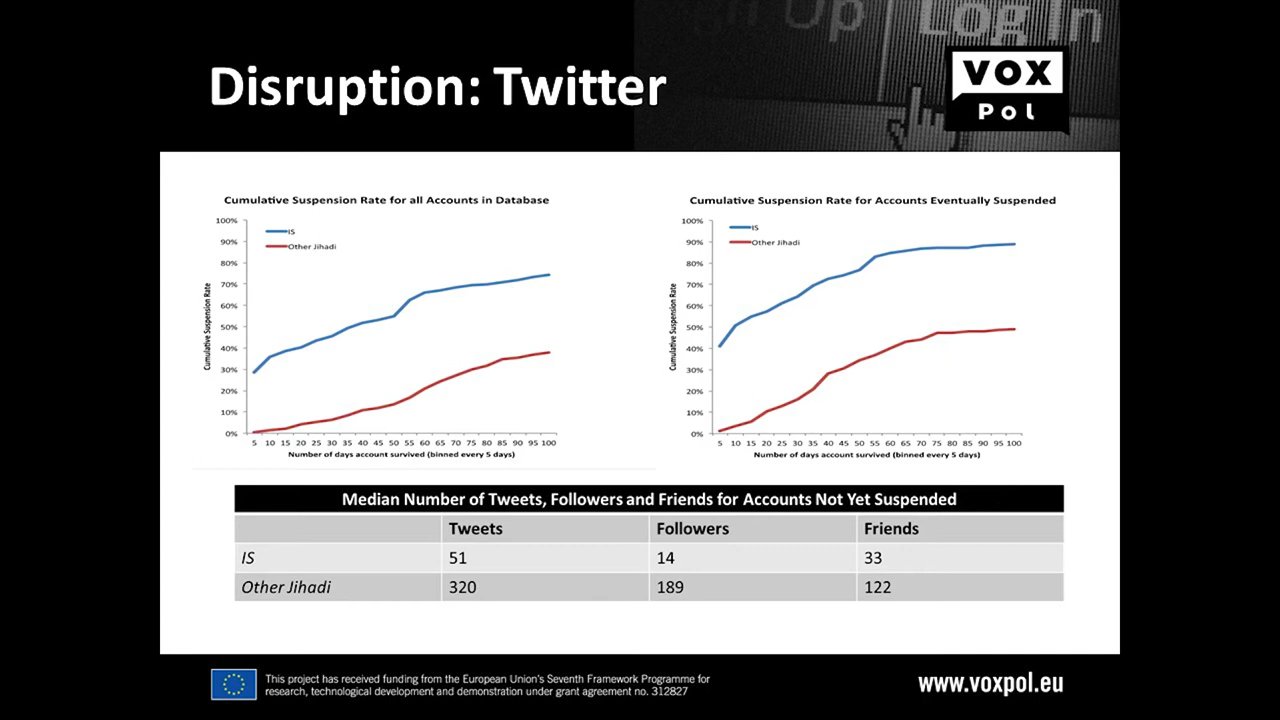 Sign Up Log In
Disruption: Twitter
VOX
Pol
Cumulative Suspension Rate for all Accounts in Database
Cumulative Suspension Rate
100%
90%
80%
70%
60%
50%
40%
30%
20%
10%
0%
IS
Other Jihadi
5 10 15 20 25 30 35 40 45 50 55 60 65 70 75 80 85 90 95 100
Number of days account survived (binned every 5 days)
Cumulative Suspension Rate for Accounts Eventually Suspended
Cumulative Suspension Rate
100%
90%
80%
70%
60%
50%
40%
30%
20%
10%
0%
IS
Other Jihadi
5 10 15 20 25 30 35 40 45 50 55 60 65 70 75 80 85 90 95 100
Number of days account survived (binned every 5 days)
Median Number of Tweets, Followers and Friends for Accounts Not Yet Suspended
Tweets Followers Friends
IS 51 14 33
Other Jihadi 320 189 122
This project has received funding from the European Union's Seventh Framework Programme for
research, technological development and demonstration under grant agreement no. 312827
www.voxpol.eu